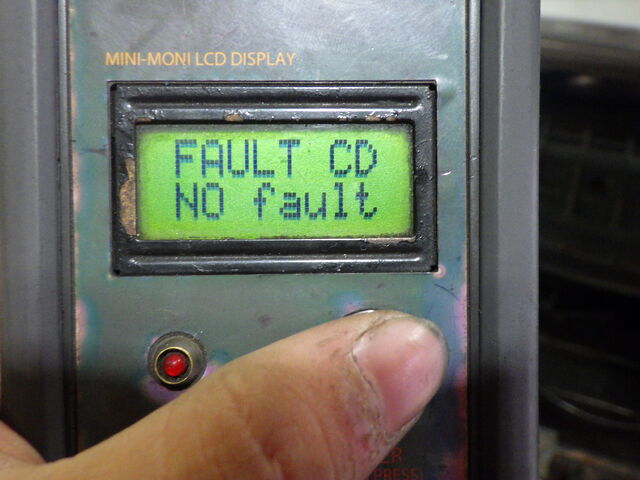 MINI-MONI LCD DISPLAY
FAULT CD
NO fault